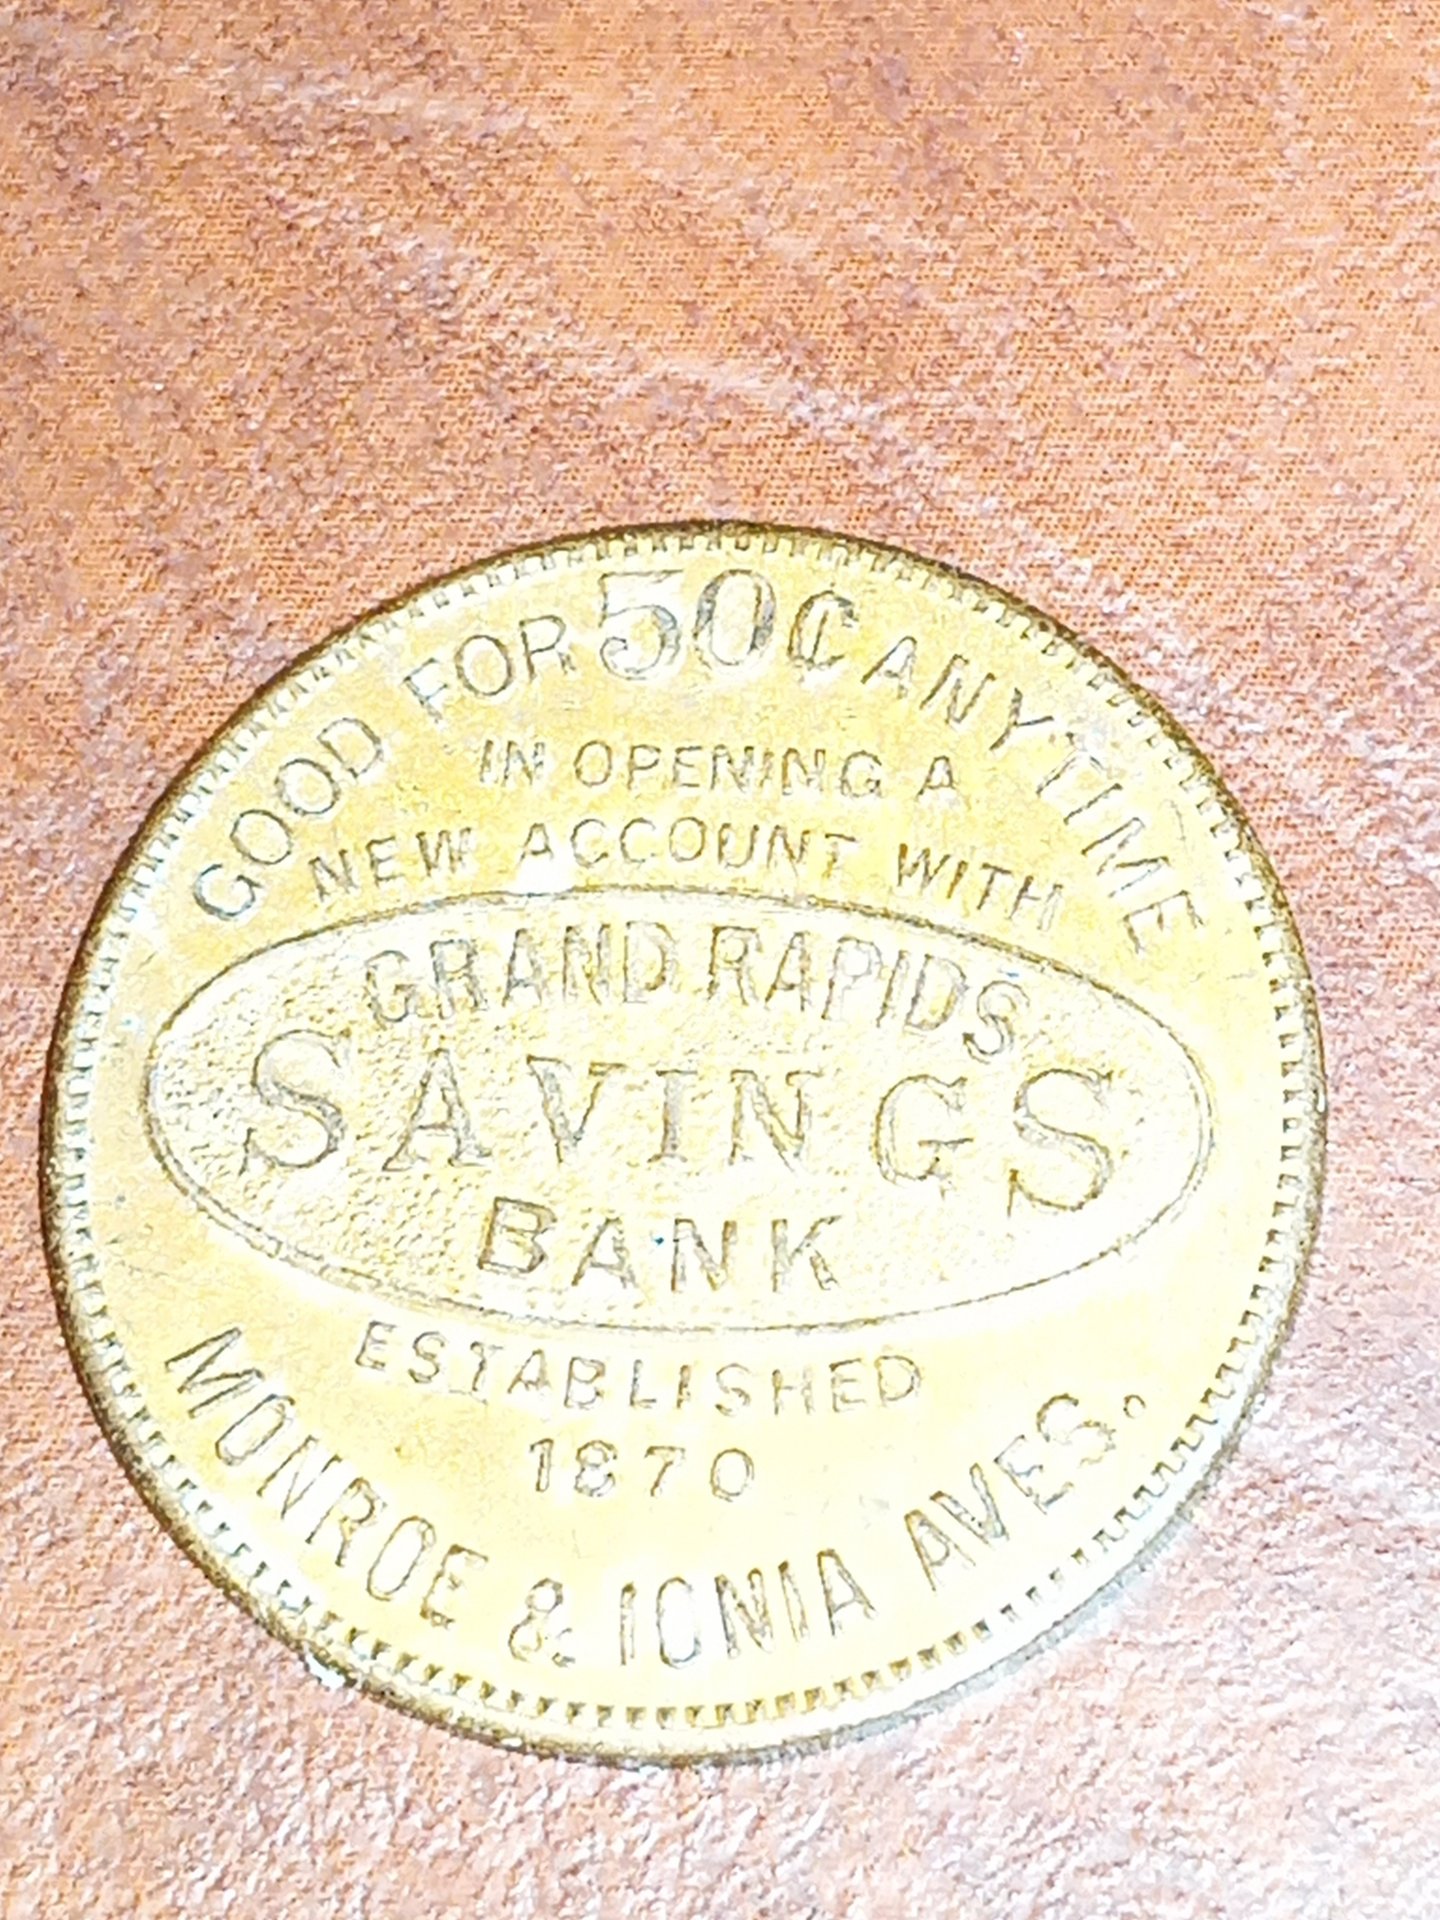 GOOD FOR 50¢ ANYTIME
IN OPENING A
NEW ACCOUNT WITH
GRAND RAPIDS
SAVINGS
BANK
ESTABLISHED
1870
MONROE & IONIA AVES.